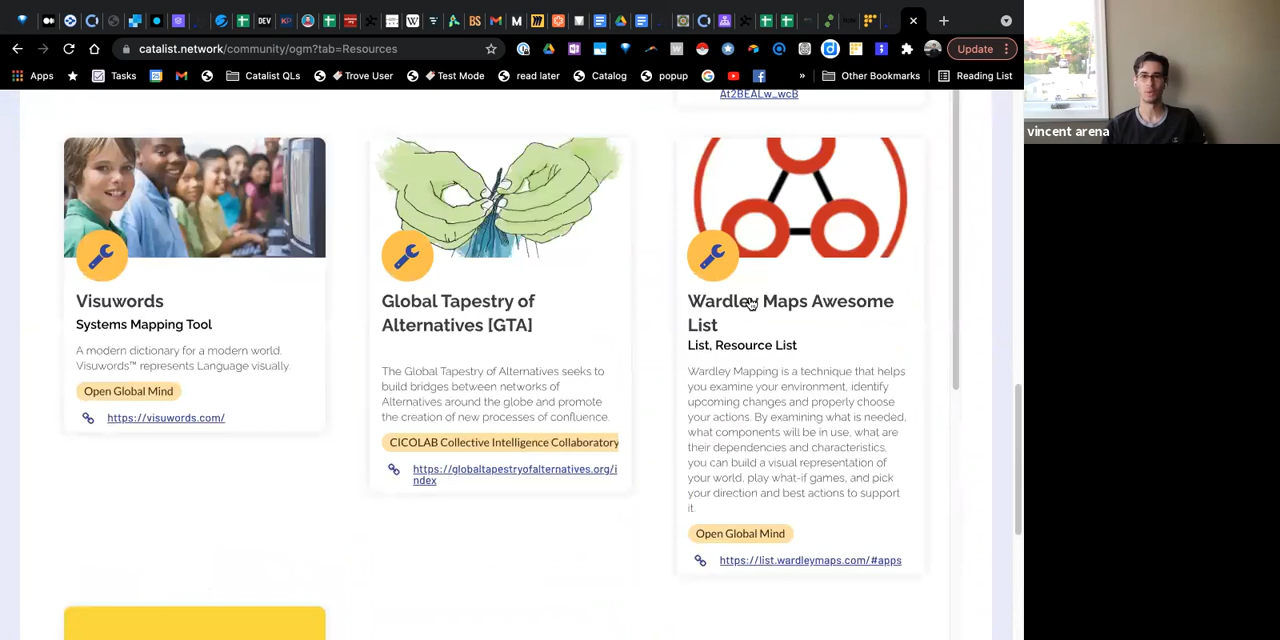 DEV
KP
BS
M
W
catalist.network/community/ogm?tab=Resources
Update
Apps
Tasks
Catalist QLs
Trove User
Test Mode
read later
Catalog
popup
»
Other Bookmarks
Reading List
At2BEALw_wcB
vincent arena
Visuwords
Systems Mapping Tool
A modern dictionary for a modern world.
Visuwords™ represents Language visually.
Open Global Mind
https://visuwords.com/
Global Tapestry of
Alternatives [GTA]
The Global Tapestry of Alternatives seeks to
build bridges between networks of
Alternatives around the globe and promote
the creation of new processes of confluence.
CICOLAB Collective Intelligence Collaboratory
https://globaltapestryofalternatives.org/i
ndex
Wardley Maps Awesome
List
List, Resource List
Wardley Mapping is a technique that helps
you examine your environment, identify
upcoming changes and properly choose
your actions. By examining what is needed,
what components will be in use, what are
their dependencies and characteristics,
you can build a visual representation of
your world, play what-if games, and pick
your direction and best actions to support
it.
Open Global Mind
https://list.wardleymaps.com/#apps